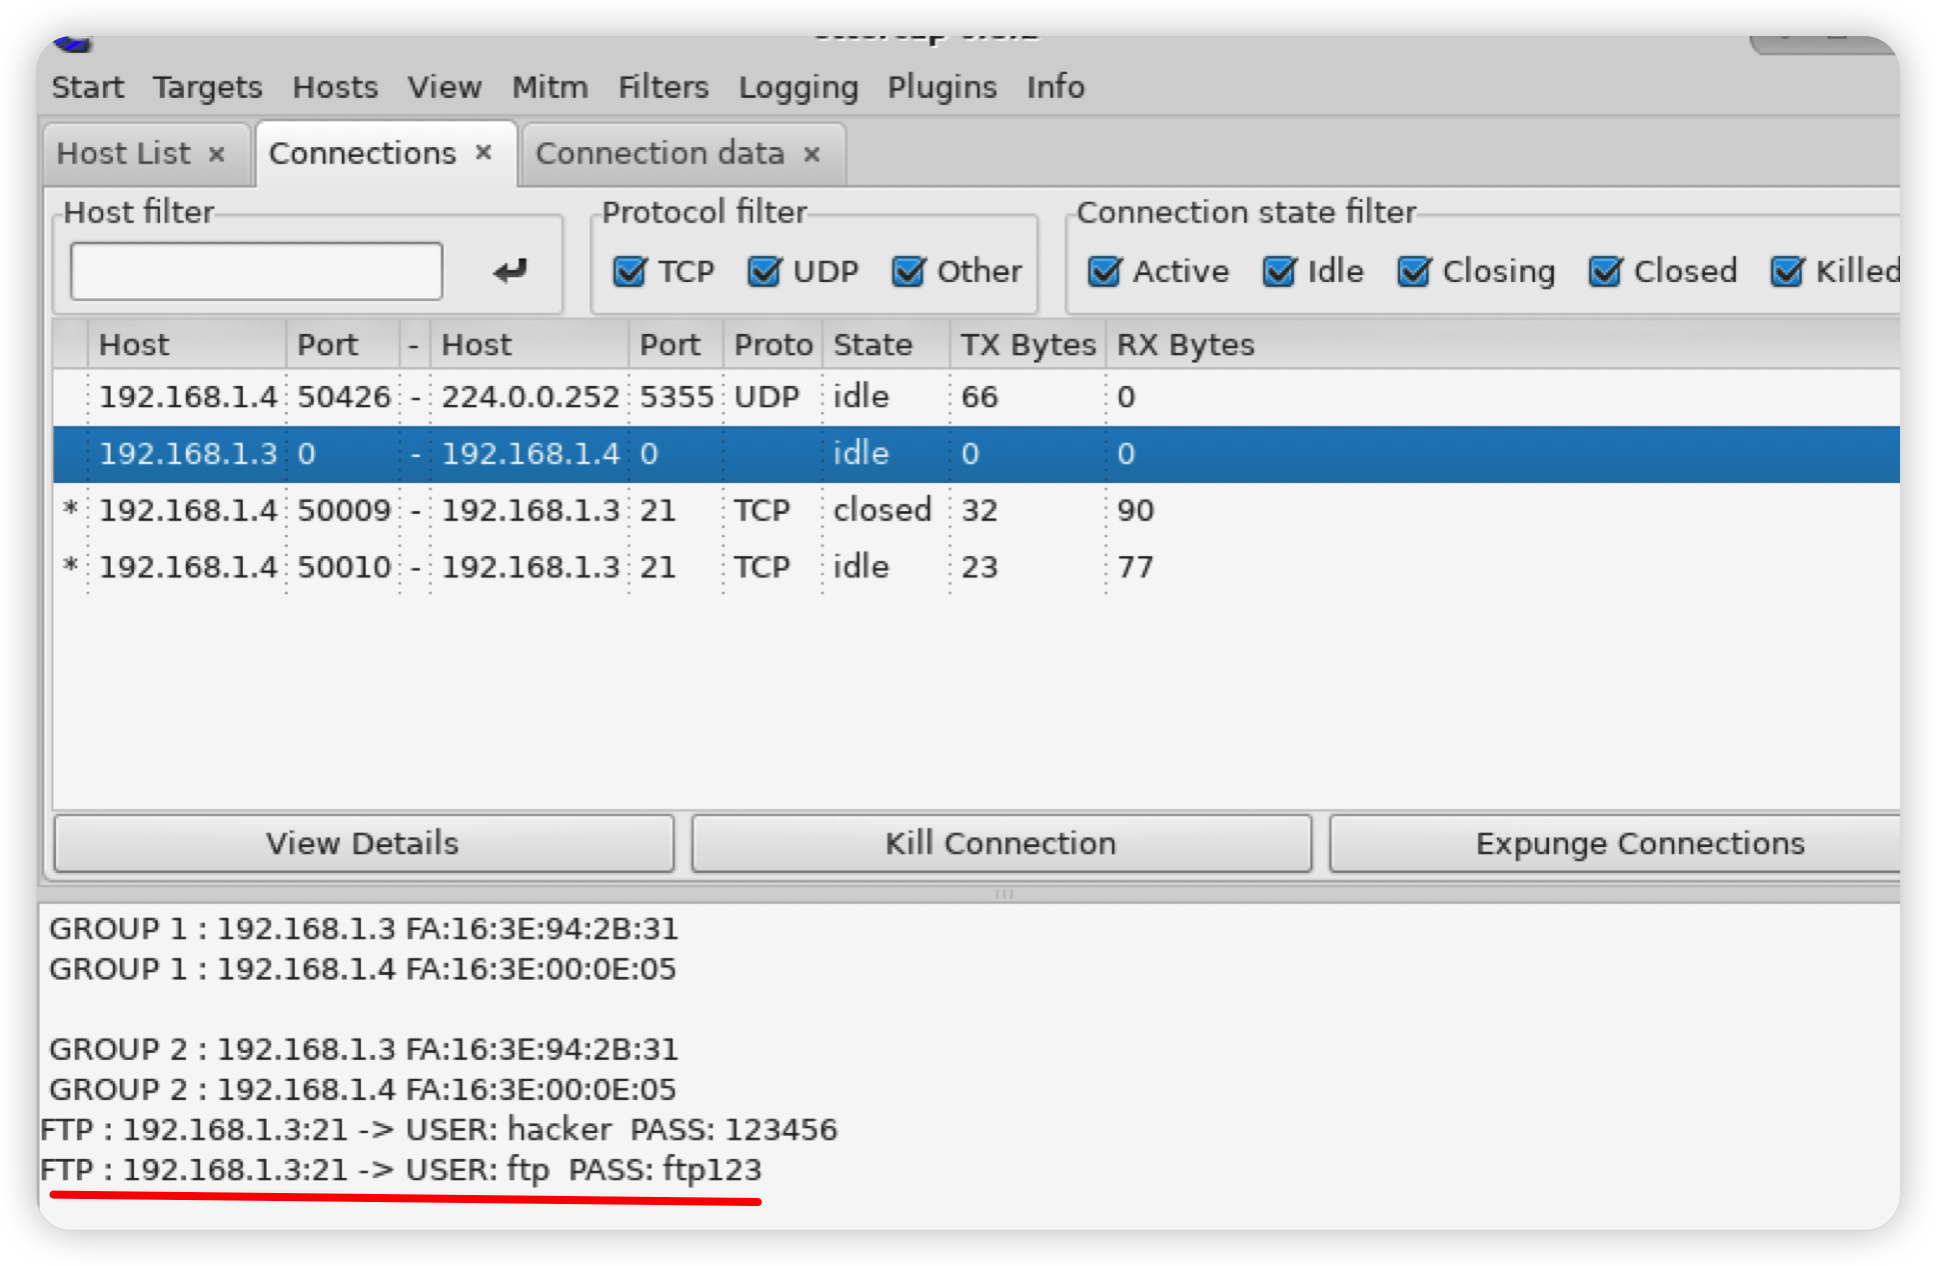 Start Targets Hosts View Mitm Filters Logging Plugins Info
Host List × Connections × Connection data ×
Host filter Protocol filter Connection state filter
TCP UDP Other Active Idle Closing Closed Killed
Host Port - Host Port Proto State TX Bytes RX Bytes
192.168.1.4 50426 - 224.0.0.252 5355 UDP idle 66 0
192.168.1.3 0 - 192.168.1.4 0 idle 0 0
* 192.168.1.4 50009 - 192.168.1.3 21 TCP closed 32 90
* 192.168.1.4 50010 - 192.168.1.3 21 TCP idle 23 77
View Details Kill Connection Expunge Connections
GROUP 1 : 192.168.1.3 FA:16:3E:94:2B:31
GROUP 1 : 192.168.1.4 FA:16:3E:00:0E:05
GROUP 2 : 192.168.1.3 FA:16:3E:94:2B:31
GROUP 2 : 192.168.1.4 FA:16:3E:00:0E:05
FTP : 192.168.1.3:21 -> USER: hacker PASS: 123456
FTP : 192.168.1.3:21 -> USER: ftp PASS: ftp123